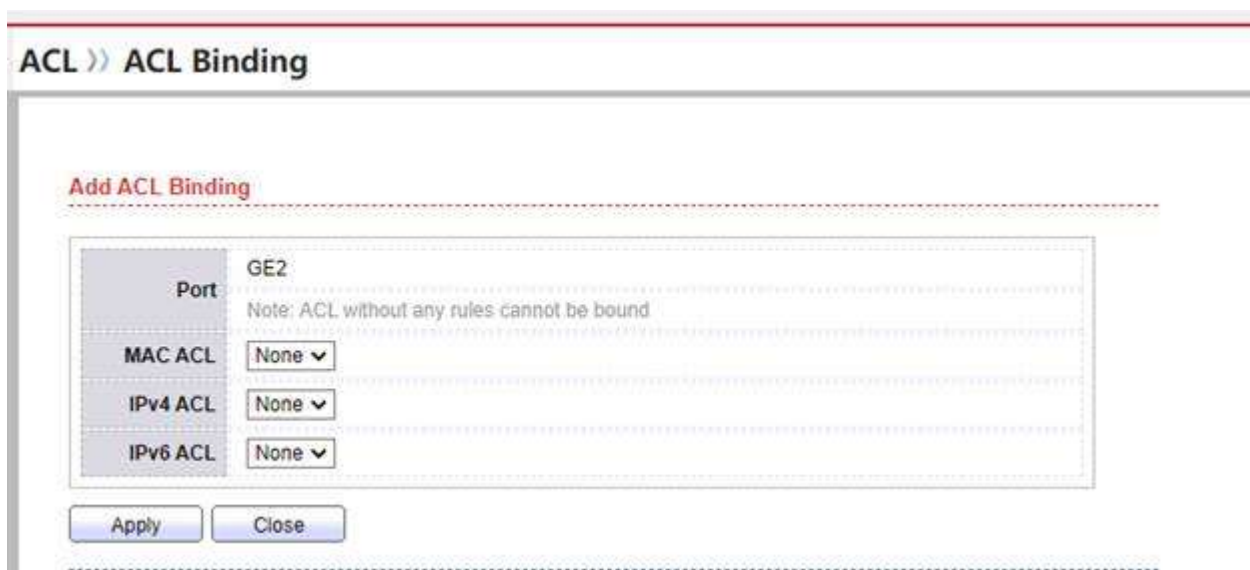 ACL » ACL Binding
Add ACL Binding
Port
GE2
Note: ACL without any rules cannot be bound
MAC ACL None
IPv4 ACL None
IPv6 ACL None
Apply Close